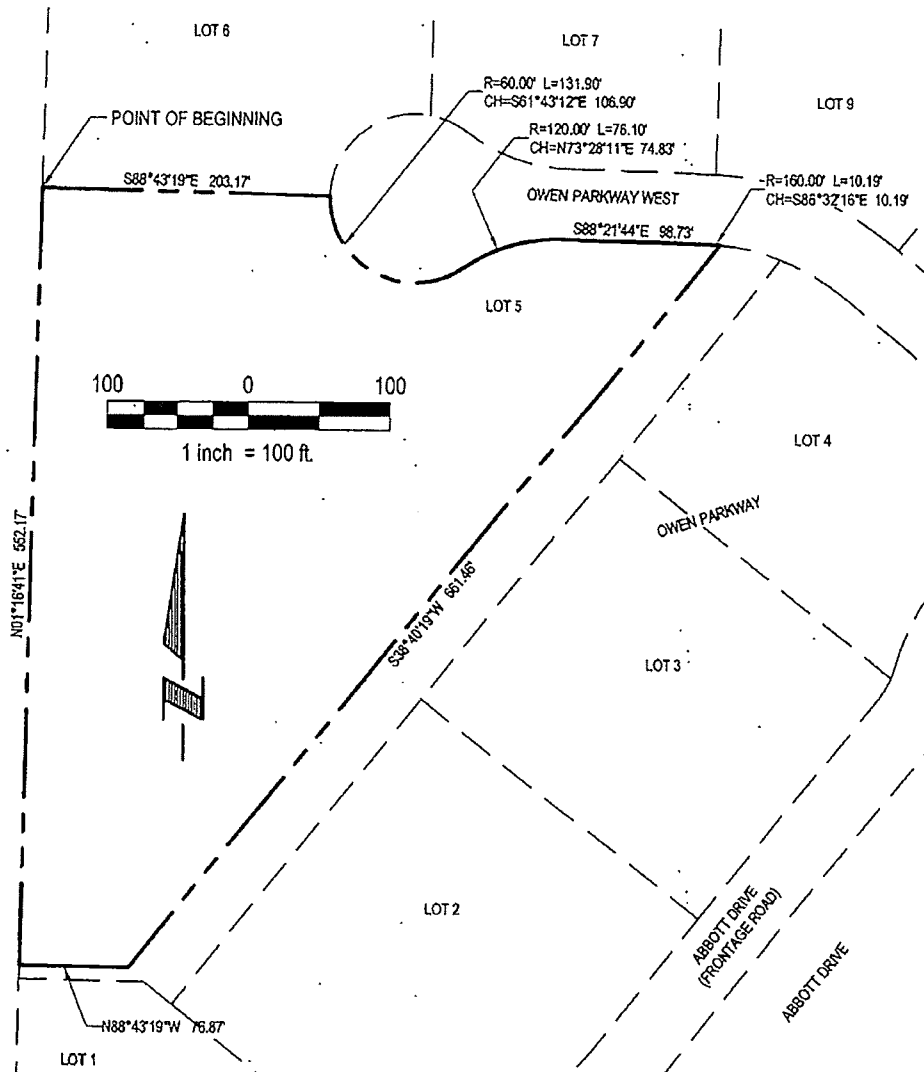 LOT 6
LOT 7
LOT 9
R=60.00' L=131.90'
CH=S61°43'12"E 106.90'
POINT OF BEGINNING
R=120.00' L=76.10'
CH=N73°28'11"E 74.83'
S88°43'19"E 203.17'
R=160.00' L=10.19'
CH=S86°32'16"E 10.19'
OWEN PARKWAY WEST
S88°21'44"E 98.73'
LOT 5
100 0 100
1 inch = 100 ft.
LOT 4
OWEN PARKWAY
N01°16'41"E 552.17'
S38°40'19"W 661.46'
LOT 3
LOT 2
ABBOTT DRIVE
(FRONTAGE ROAD)
ABBOTT DRIVE
N88°43'19"W 76.87'
LOT 1